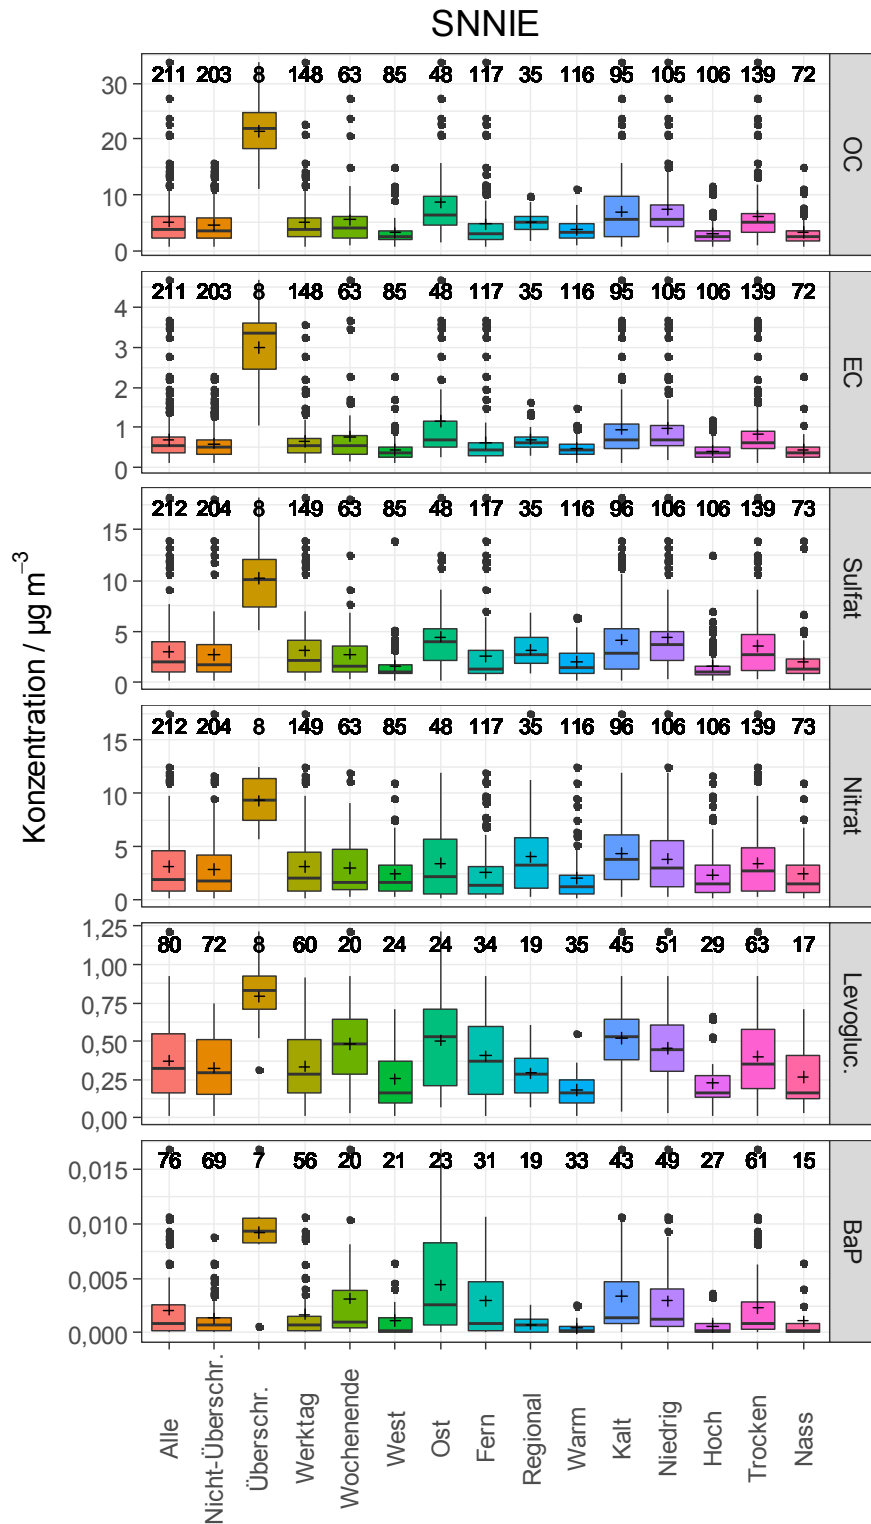 SNNIE
Konzentration / µg m⁻³
30
20
10
0
211 203 8 148 63 85 48 117 35 116 95 105 106 139 72
OC
4
3
2
1
0
211 203 8 148 63 85 48 117 35 116 95 105 106 139 72
EC
15
10
5
0
212 204 8 149 63 85 48 117 35 116 96 106 106 139 73
Sulfat
15
10
5
0
212 204 8 149 63 85 48 117 35 116 96 106 106 139 73
Nitrat
1,25
1,00
0,75
0,50
0,25
0,00
80 72 8 60 20 24 24 34 19 35 45 51 29 63 17
Levogluc.
0,015
0,010
0,005
0,000
76 69 7 56 20 21 23 31 19 33 43 49 27 61 15
BaP
Alle
Nicht-Überschr.
Überschr.
Werktag
Wochenende
West
Ost
Fern
Regional
Warm
Kalt
Niedrig
Hoch
Trocken
Nass